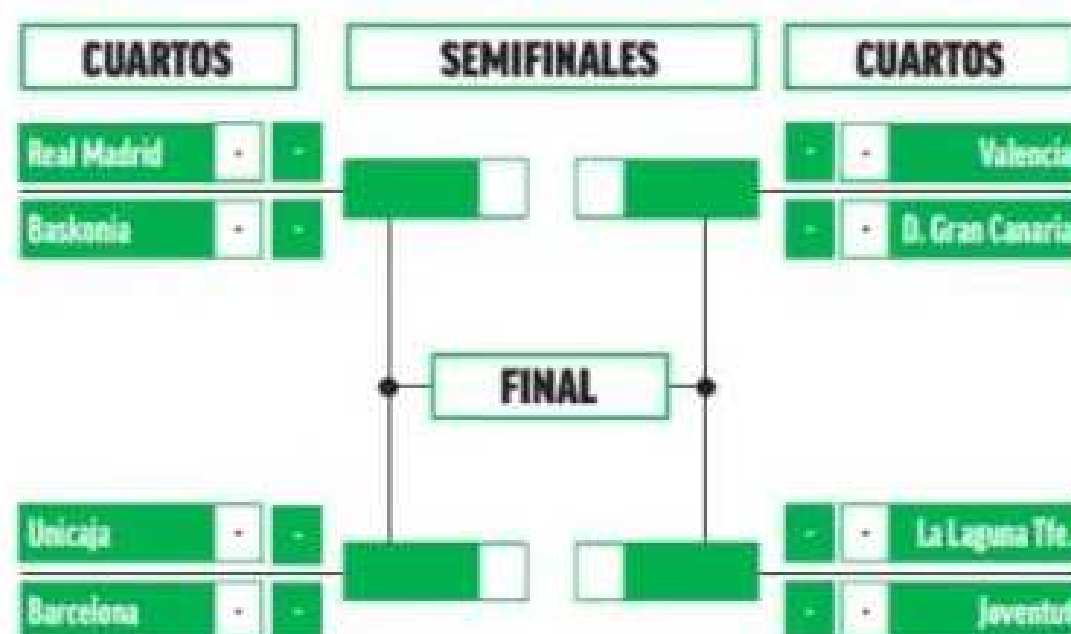 CUARTOS SEMIFINALES CUARTOS
Real Madrid - - - - Valencia
Baskonia - - - - D. Gran Canaria
FINAL
Unicaja - - - - La Laguna Tfe.
Barcelona - - - - Joventut